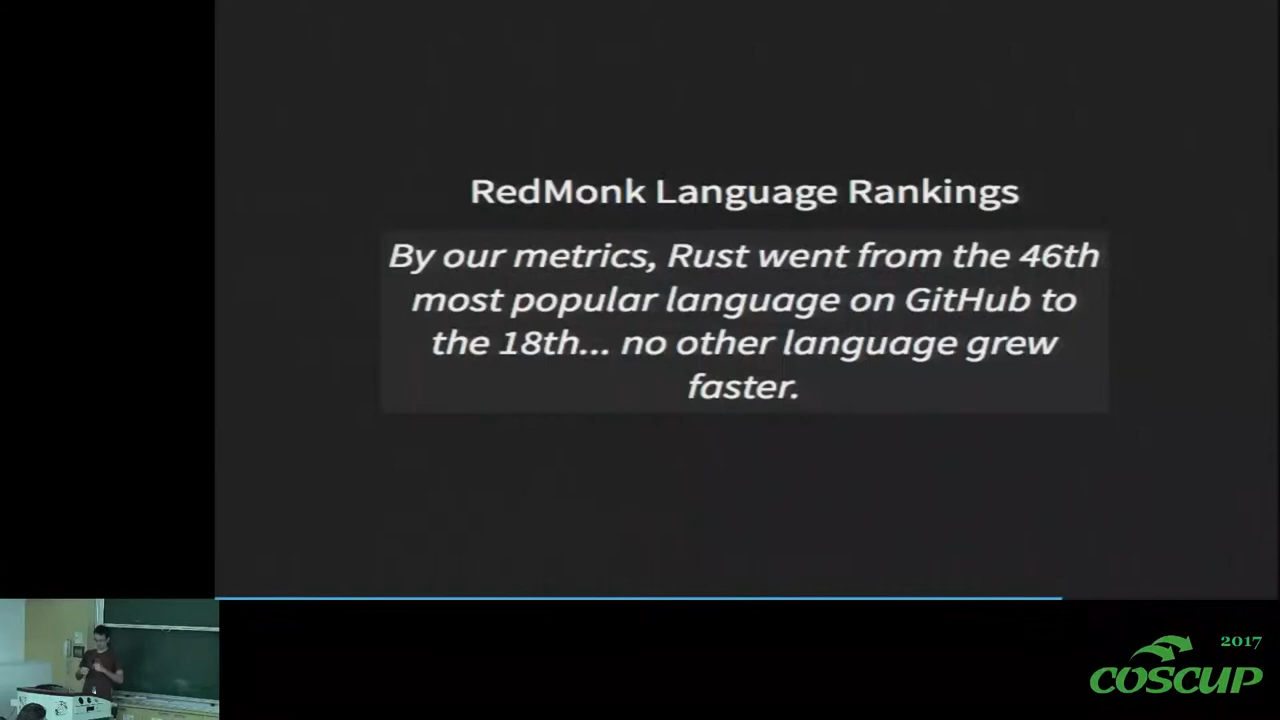 RedMonk Language Rankings
By our metrics, Rust went from the 46th
most popular language on GitHub to
the 18th... no other language grew
faster.
2017
COSCUP